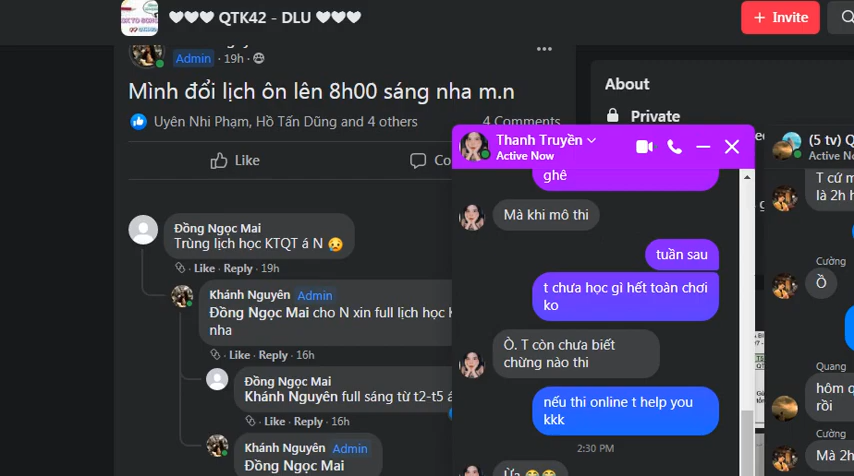 🤍🤍🤍 QTK42 - DLU 🤍🤍🤍
+ Invite
Admin · 19h ·
Mình đổi lịch ôn lên 8h00 sáng nha m.n
Uyên Nhi Phạm, Hồ Tấn Dũng and 4 others
4 Comments
Like
Đồng Ngọc Mai
Trùng lịch học KTQT á N 😥
· Like · Reply · 19h
Khánh Nguyên Admin
Đồng Ngọc Mai cho N xin full lịch học
nha
· Like · Reply · 16h
Đồng Ngọc Mai
Khánh Nguyên full sáng từ t2-t5
· Like · Reply · 16h
Khánh Nguyên Admin
Đồng Ngọc Mai
About
Private
Thanh Truyền
Active Now
ghê
Mà khi mô thi
tuần sau
t chưa học gì hết toàn chơi
ko
Ò. T còn chưa biết
chừng nào thi
nếu thi online t help you
kkk
2:30 PM
Ừa 😂😂
(5 tv) Q
Active No
T cứ
là 2h
Cường
Ồ
Quang
hôm
rồi
Cường
Mà 2h